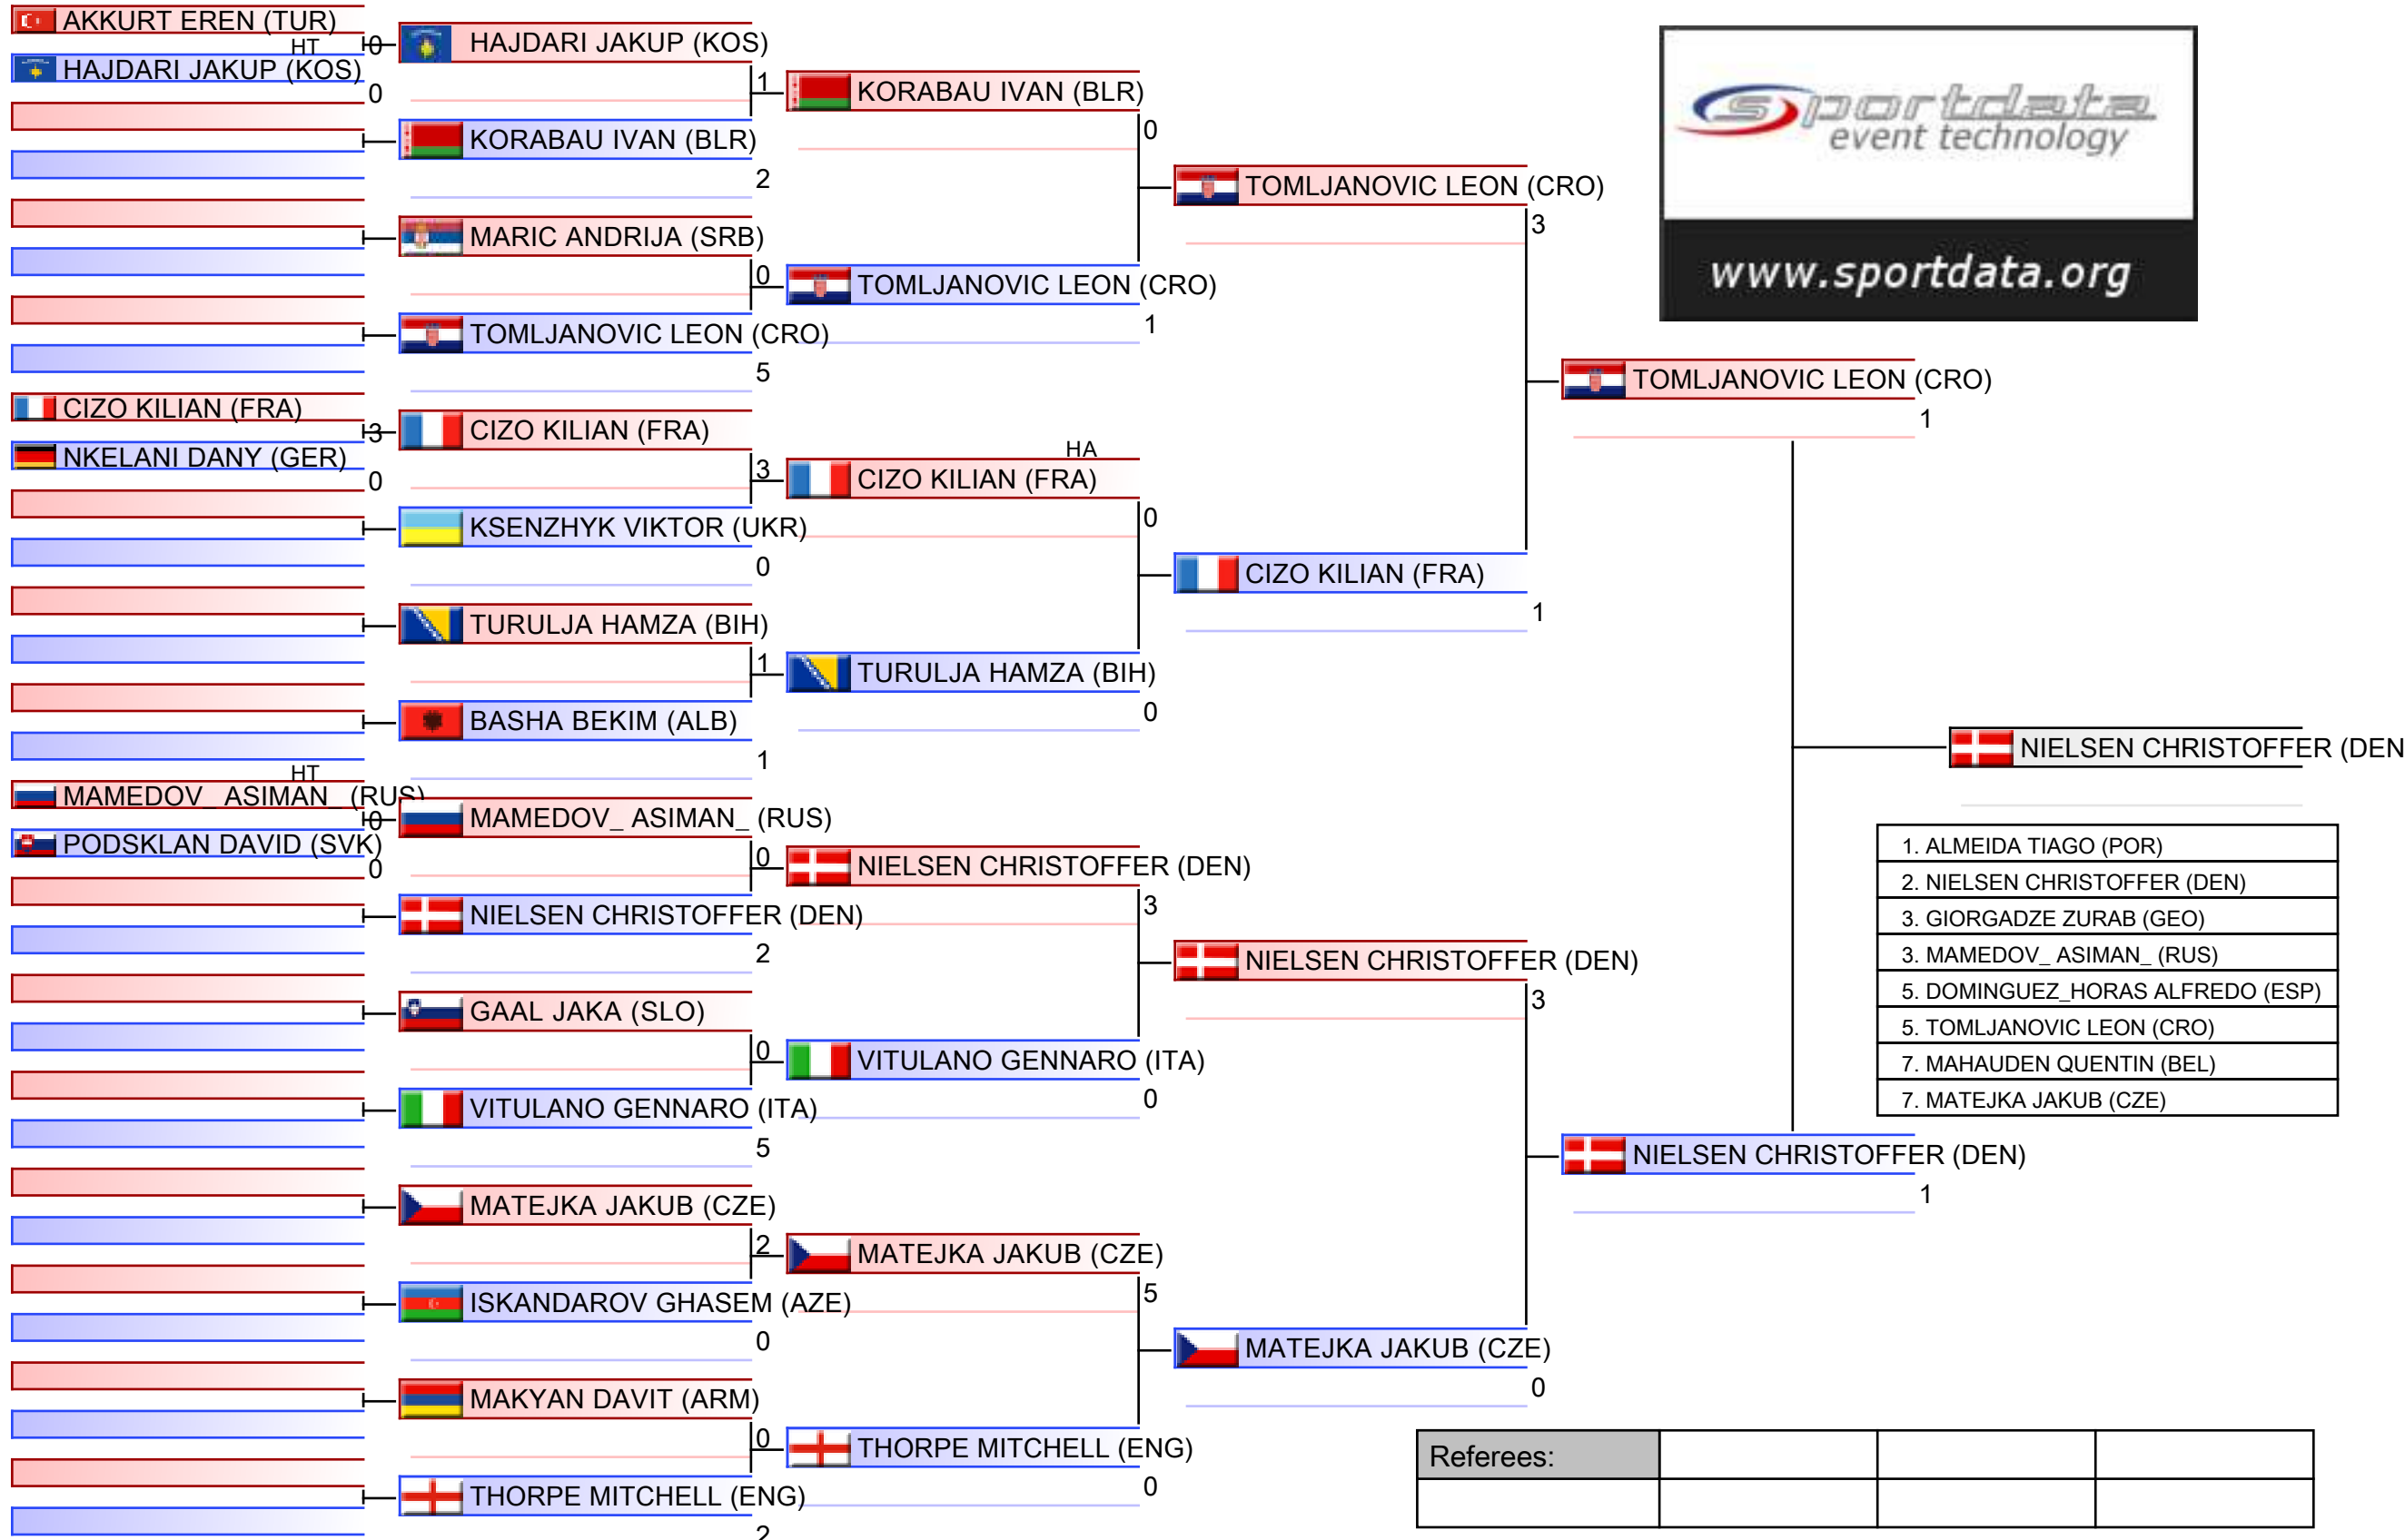 AKKURT EREN (TUR)
HT
0
HAJDARI JAKUP (KOS)
0
CIZO KILIAN (FRA)
3
NKELANI DANY (GER)
0
HT
MAMEDOV_ ASIMAN_ (RUS)
0
PODSKLAN DAVID (SVK)
0
HAJDARI JAKUP (KOS)
1
KORABAU IVAN (BLR)
2
MARIC ANDRIJA (SRB)
0
TOMLJANOVIC LEON (CRO)
5
CIZO KILIAN (FRA)
3
KSENZHYK VIKTOR (UKR)
0
TURULJA HAMZA (BIH)
1
BASHA BEKIM (ALB)
1
MAMEDOV_ ASIMAN_ (RUS)
0
NIELSEN CHRISTOFFER (DEN)
2
GAAL JAKA (SLO)
0
VITULANO GENNARO (ITA)
5
MATEJKA JAKUB (CZE)
2
ISKANDAROV GHASEM (AZE)
0
MAKYAN DAVIT (ARM)
0
THORPE MITCHELL (ENG)
2
KORABAU IVAN (BLR)
0
TOMLJANOVIC LEON (CRO)
1
HA
CIZO KILIAN (FRA)
0
TURULJA HAMZA (BIH)
0
NIELSEN CHRISTOFFER (DEN)
3
VITULANO GENNARO (ITA)
0
MATEJKA JAKUB (CZE)
5
THORPE MITCHELL (ENG)
0
TOMLJANOVIC LEON (CRO)
3
CIZO KILIAN (FRA)
1
NIELSEN CHRISTOFFER (DEN)
3
MATEJKA JAKUB (CZE)
0
TOMLJANOVIC LEON (CRO)
1
NIELSEN CHRISTOFFER (DEN)
1
NIELSEN CHRISTOFFER (DEN
sportdata
event technology
www.sportdata.org
1. ALMEIDA TIAGO (POR)
2. NIELSEN CHRISTOFFER (DEN)
3. GIORGADZE ZURAB (GEO)
3. MAMEDOV_ ASIMAN_ (RUS)
5. DOMINGUEZ_HORAS ALFREDO (ESP)
5. TOMLJANOVIC LEON (CRO)
7. MAHAUDEN QUENTIN (BEL)
7. MATEJKA JAKUB (CZE)
Referees: